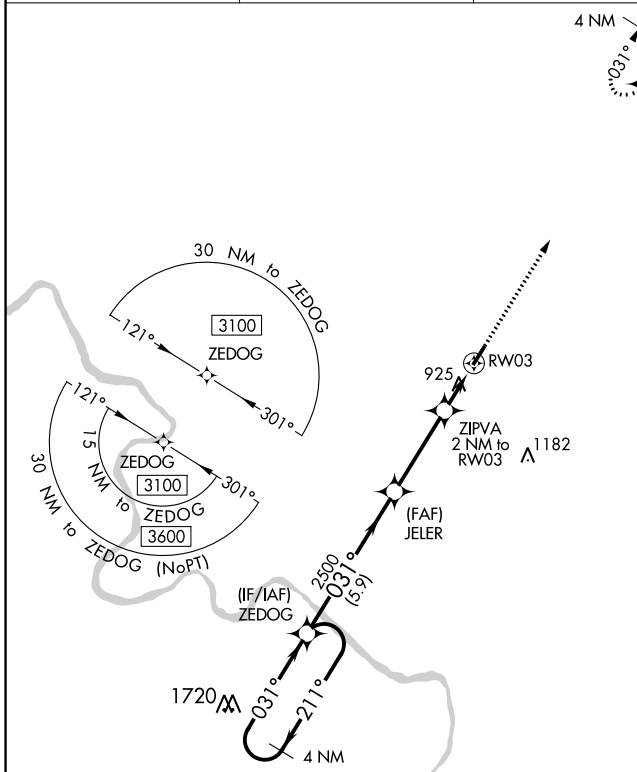 4 NM
031°
30 NM to ZEDOG
3100
121°
ZEDOG
301°
RW03
925
ZIPVA
2 NM to
RW03
1182
121°
ZEDOG
301°
3100
15 NM to ZEDOG
3600
30 NM to ZEDOG (NoPT)
(FAF)
JELER
2500
031°
(5.9)
(IF/IAF)
ZEDOG
1720
031°
211°
4 NM